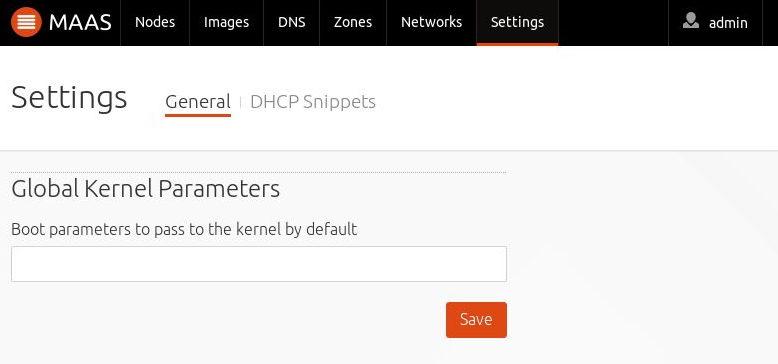 MAAS Nodes Images DNS Zones Networks Settings admin
Settings General DHCP Snippets
Global Kernel Parameters
Boot parameters to pass to the kernel by default
Save